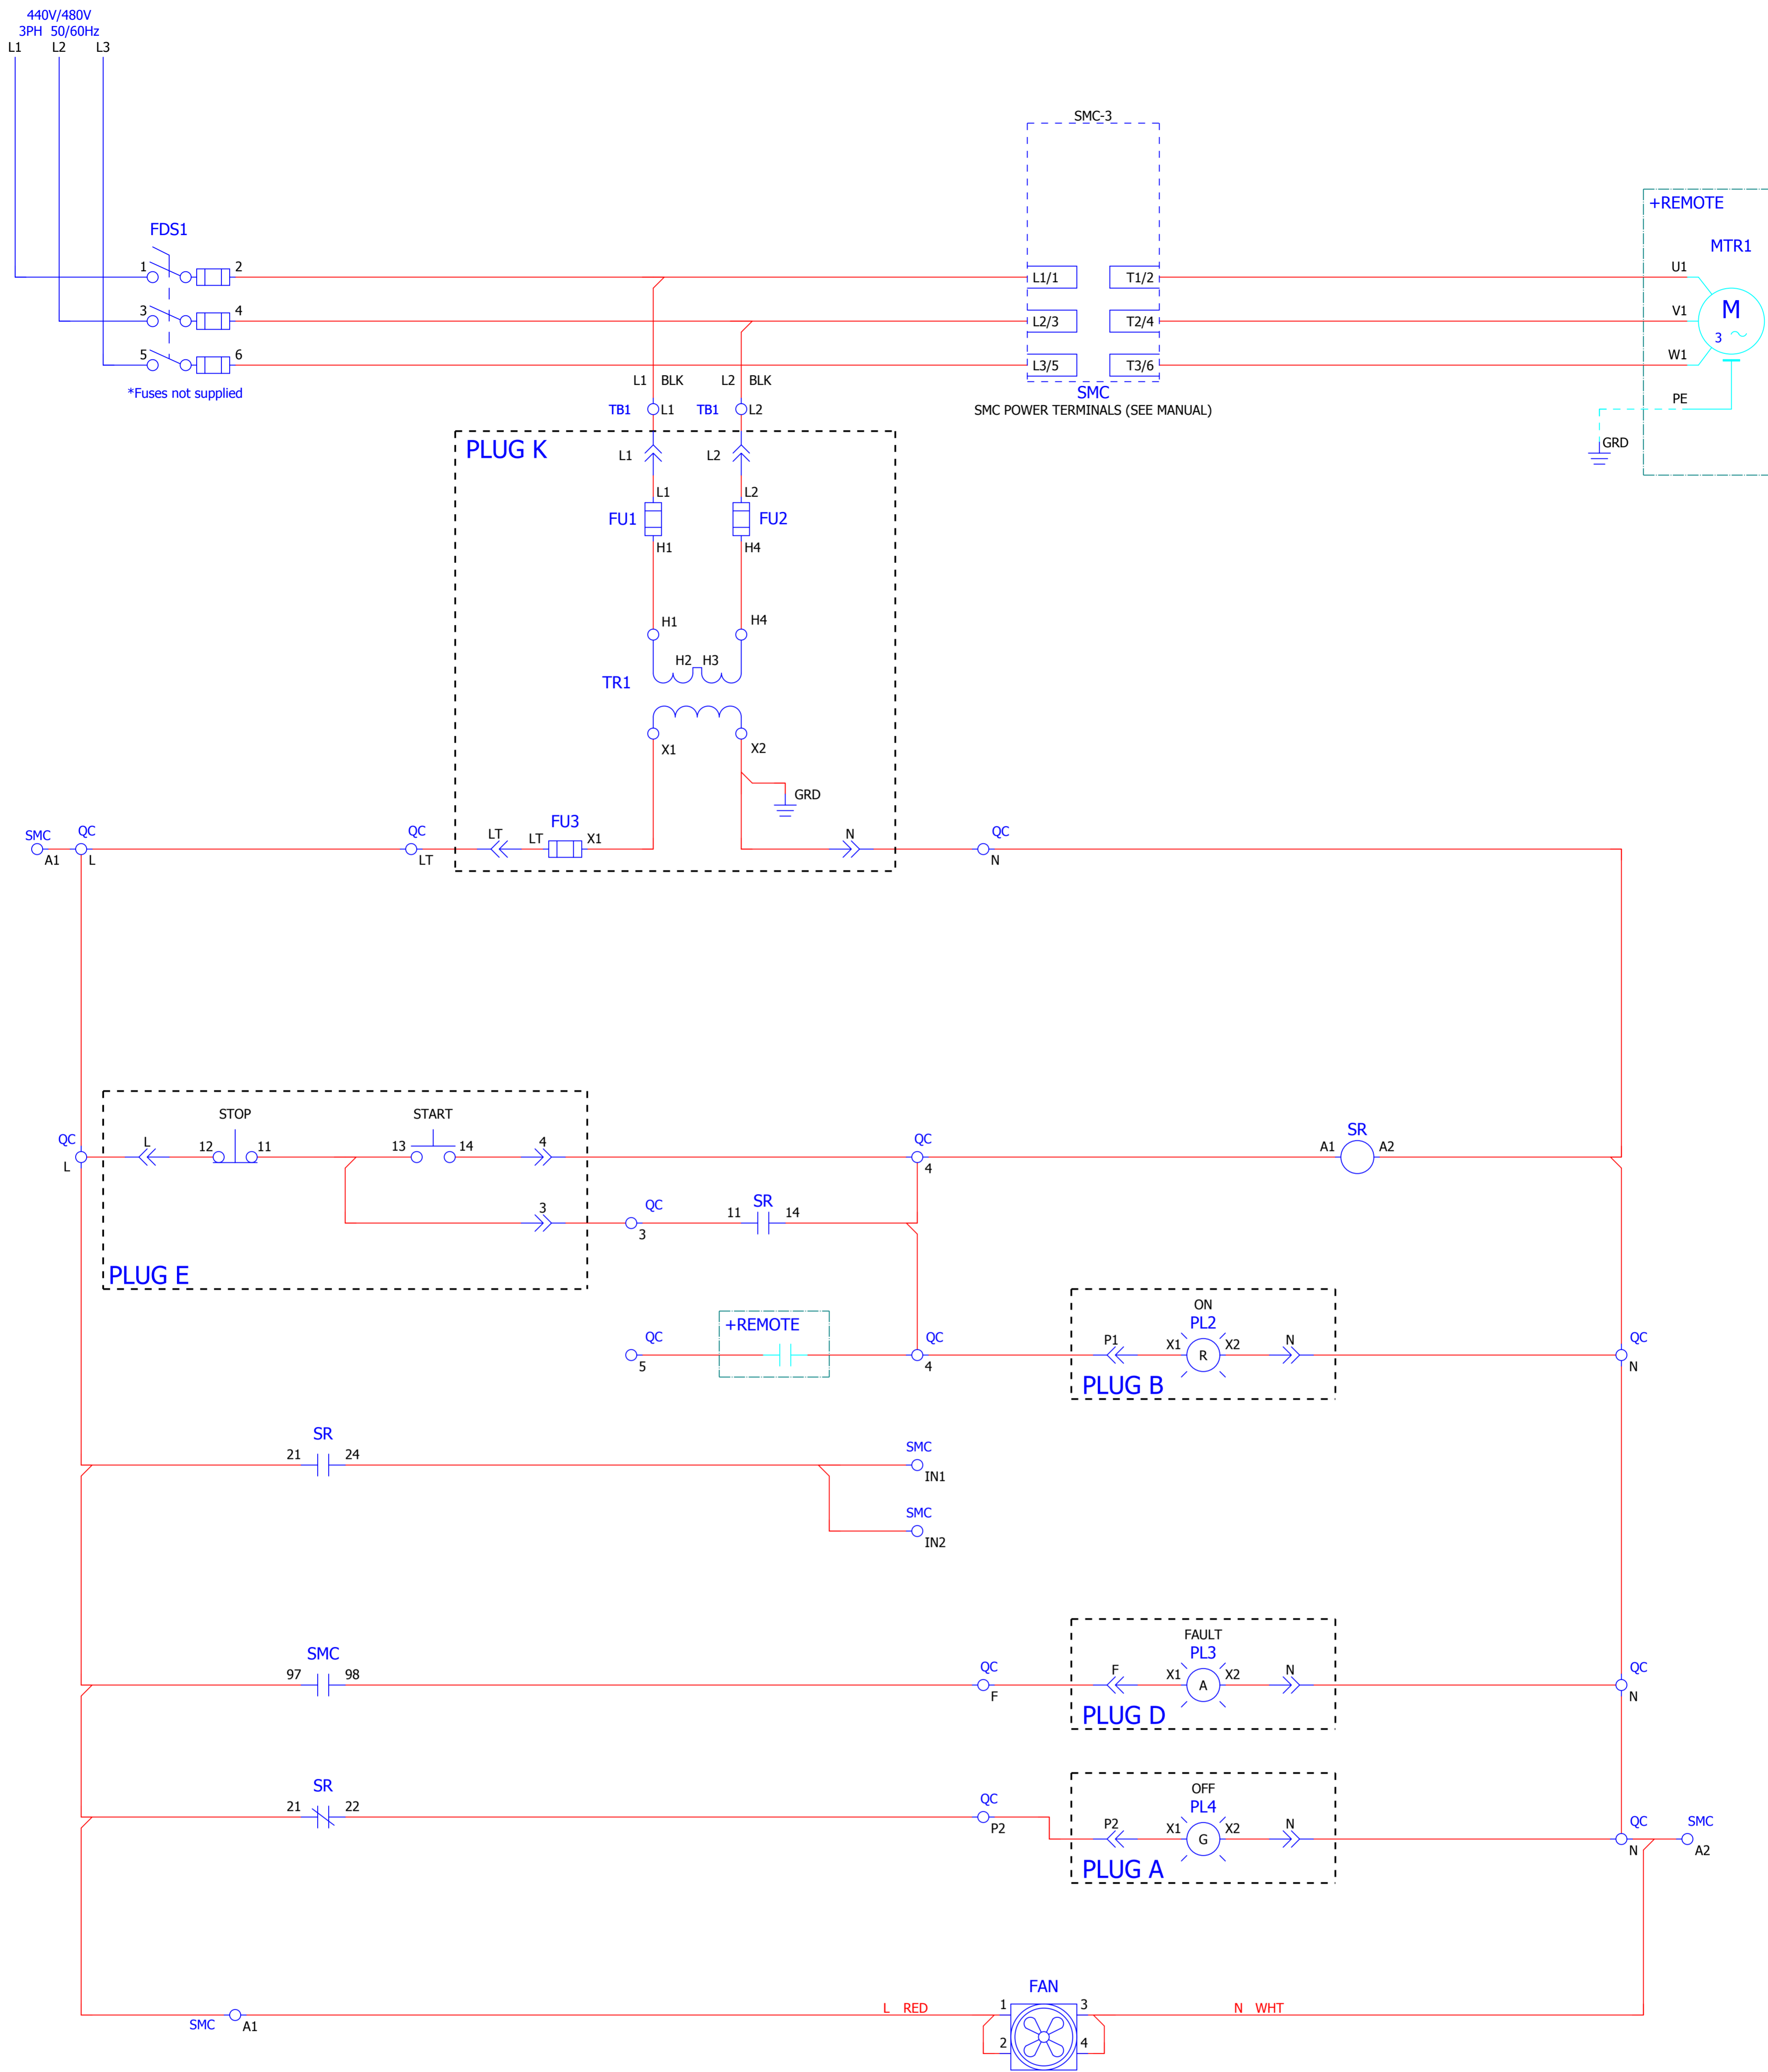 440V/480V
3PH 50/60Hz
L1 L2 L3
SMC-3
+REMOTE
FDS1
MTR1
1 2 L1/1 T1/2 U1
3 4 L2/3 T2/4 V1
M
3
5 6 L3/5 T3/6 W1
*Fuses not supplied
L1 BLK L2 BLK
SMC
SMC POWER TERMINALS (SEE MANUAL)
PE
TB1 L1 TB1 L2
GRD
PLUG K
L1 L2
L1 L2
FU1 FU2
H1 H4
H1 H4
H2 H3
TR1
X1 X2
GRD
SMC QC QC LT LT FU3 X1 N QC
A1 L LT N
STOP START
QC L 12 11 13 14 4 QC A1 SR A2
L 4
3 QC 11 SR 14
3
PLUG E
+REMOTE
ON
PL2
QC QC P1 X1 R X2 N QC
5 4 N
PLUG B
SR
21 24 SMC
IN1
SMC
IN2
FAULT
PL3
SMC
97 98 QC F X1 A X2 N QC
F N
PLUG D
OFF
PL4
SR
21 22 QC P2 X1 G X2 N QC SMC
P2 N A2
PLUG A
FAN
L RED 1 3 N WHT
SMC A1
2 4